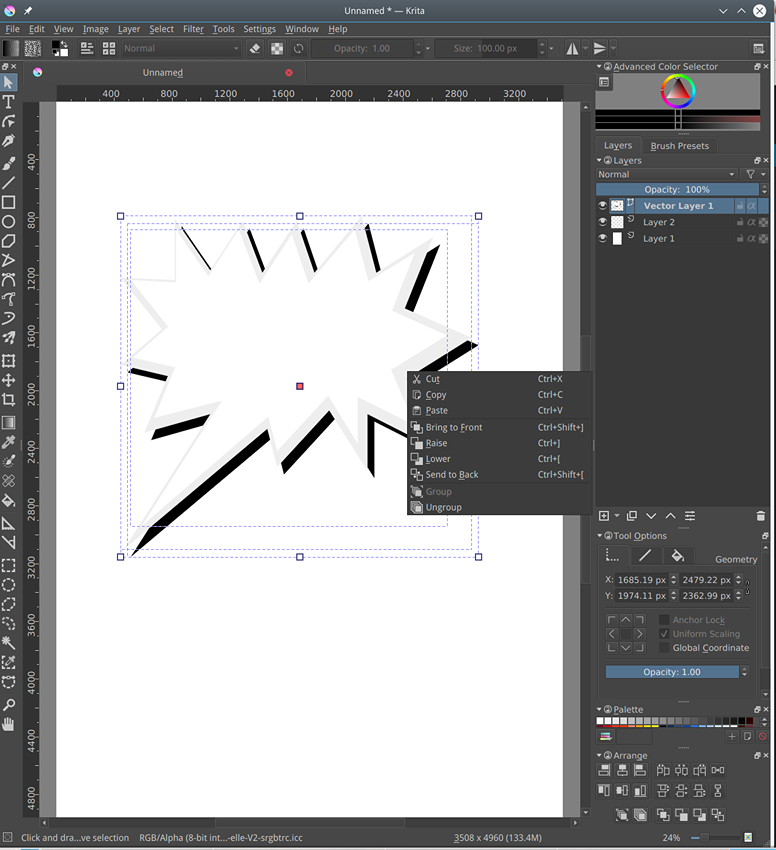 Unnamed * — Krita
File Edit View Image Layer Select Filter Tools Settings Window Help
Normal Opacity: 1.00 Size: 100.00 px
Unnamed
400 800 1200 1600 2000 2400 2800 3200
400
800
1200
1600
2000
2400
2800
3200
3600
4000
4400
4800
Cut Ctrl+X
Copy Ctrl+C
Paste Ctrl+V
Bring to Front Ctrl+Shift+]
Raise Ctrl+]
Lower Ctrl+[
Send to Back Ctrl+Shift+[
Group
Ungroup
Advanced Color Selector
Layers Brush Presets
Layers
Normal
Opacity: 100%
Vector Layer 1
Layer 2
Layer 1
Tool Options
Geometry
X: 1685.19 px 2479.22 px
Y: 1974.11 px 2362.99 px
Anchor Lock
Uniform Scaling
Global Coordinate
Opacity: 1.00
Palette
Arrange
Click and dra...ve selection RGB/Alpha (8-bit int...-elle-V2-srgbtrc.icc 3508 x 4960 (133.4M) 24%